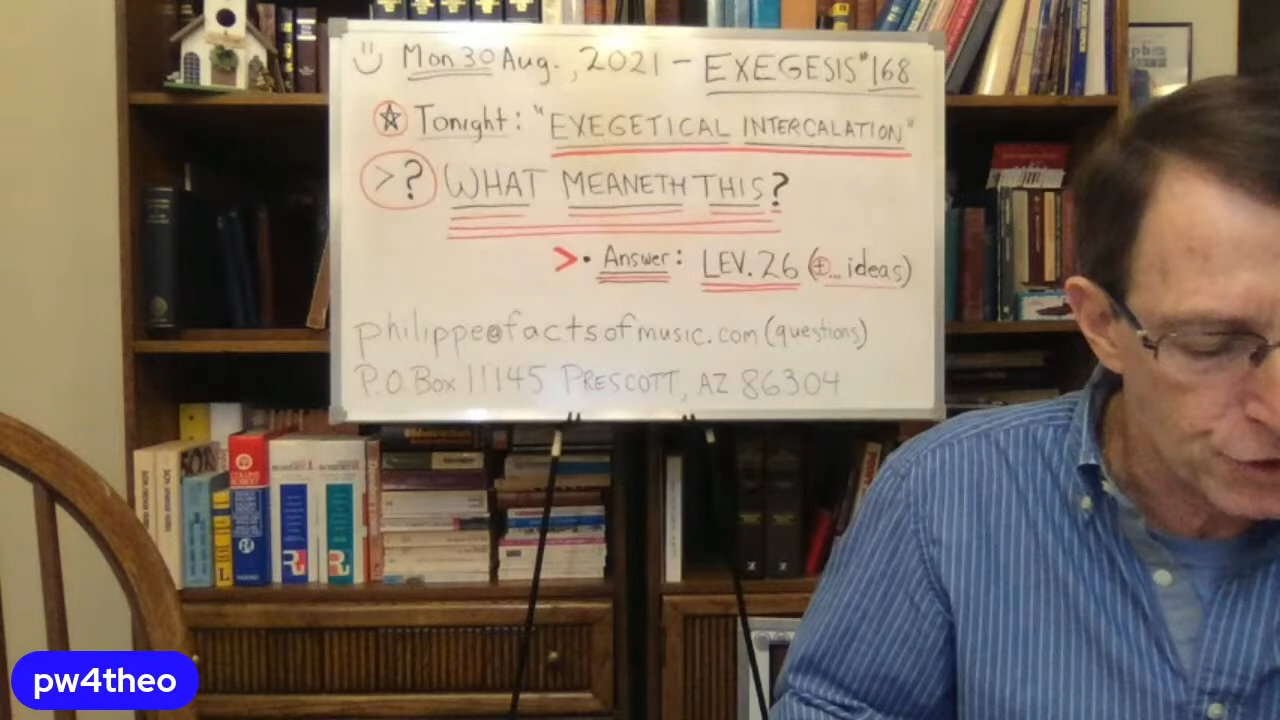 Mon 30 Aug., 2021 - EXEGESIS #168
Tonight: "EXEGETICAL INTERCALATION"
>? WHAT MEANETH THIS?
> • Answer: LEV. 26 (+... ideas)
philippe@factsofmusic.com (questions)
P.O Box 11145 PRESCOTT, AZ 86304
pw4theo